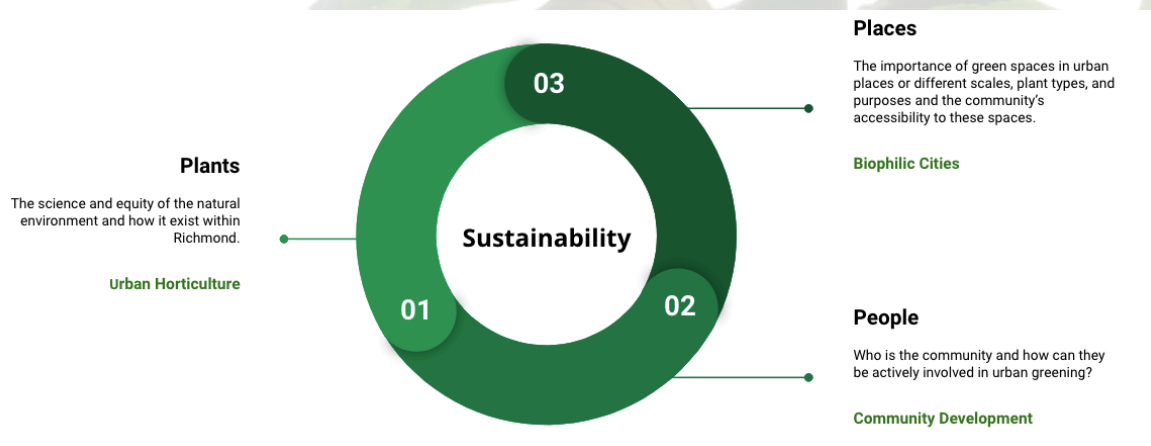 Plants
The science and equity of the natural
environment and how it exist within
Richmond.
Urban Horticulture
01
Sustainability
02
03
Places
The importance of green spaces in urban
places or different scales, plant types, and
purposes and the community’s
accessibility to these spaces.
Biophilic Cities
People
Who is the community and how can they
be actively involved in urban greening?
Community Development